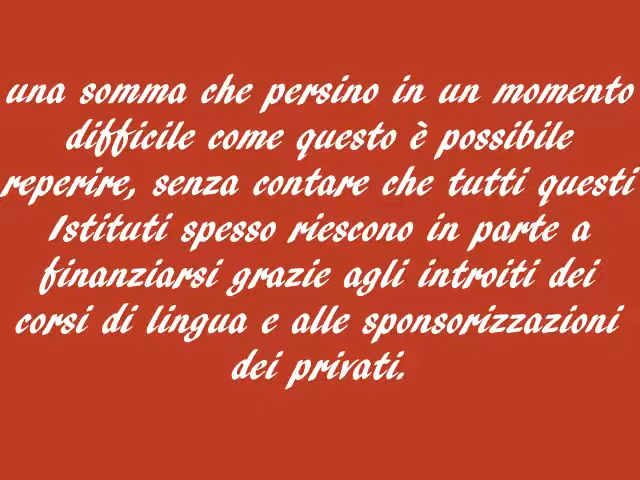 una somma che persino in un momento
difficile come questo è possibile
reperire, senza contare che tutti questi
Istituti spesso riescono in parte a
finanziarsi grazie agli introiti dei
corsi di lingua e alle sponsorizzazioni
dei privati.